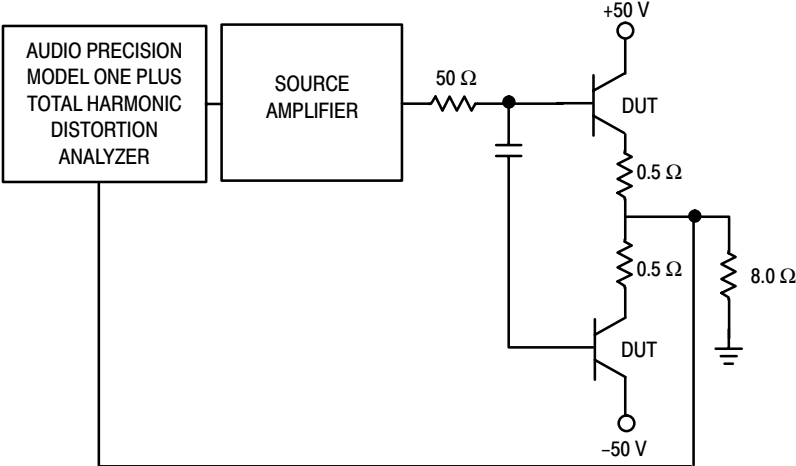 +50 V
AUDIO PRECISION
MODEL ONE PLUS
TOTAL HARMONIC
DISTORTION
ANALYZER
SOURCE
AMPLIFIER
50 Ω
DUT
0.5 Ω
0.5 Ω
8.0 Ω
DUT
−50 V